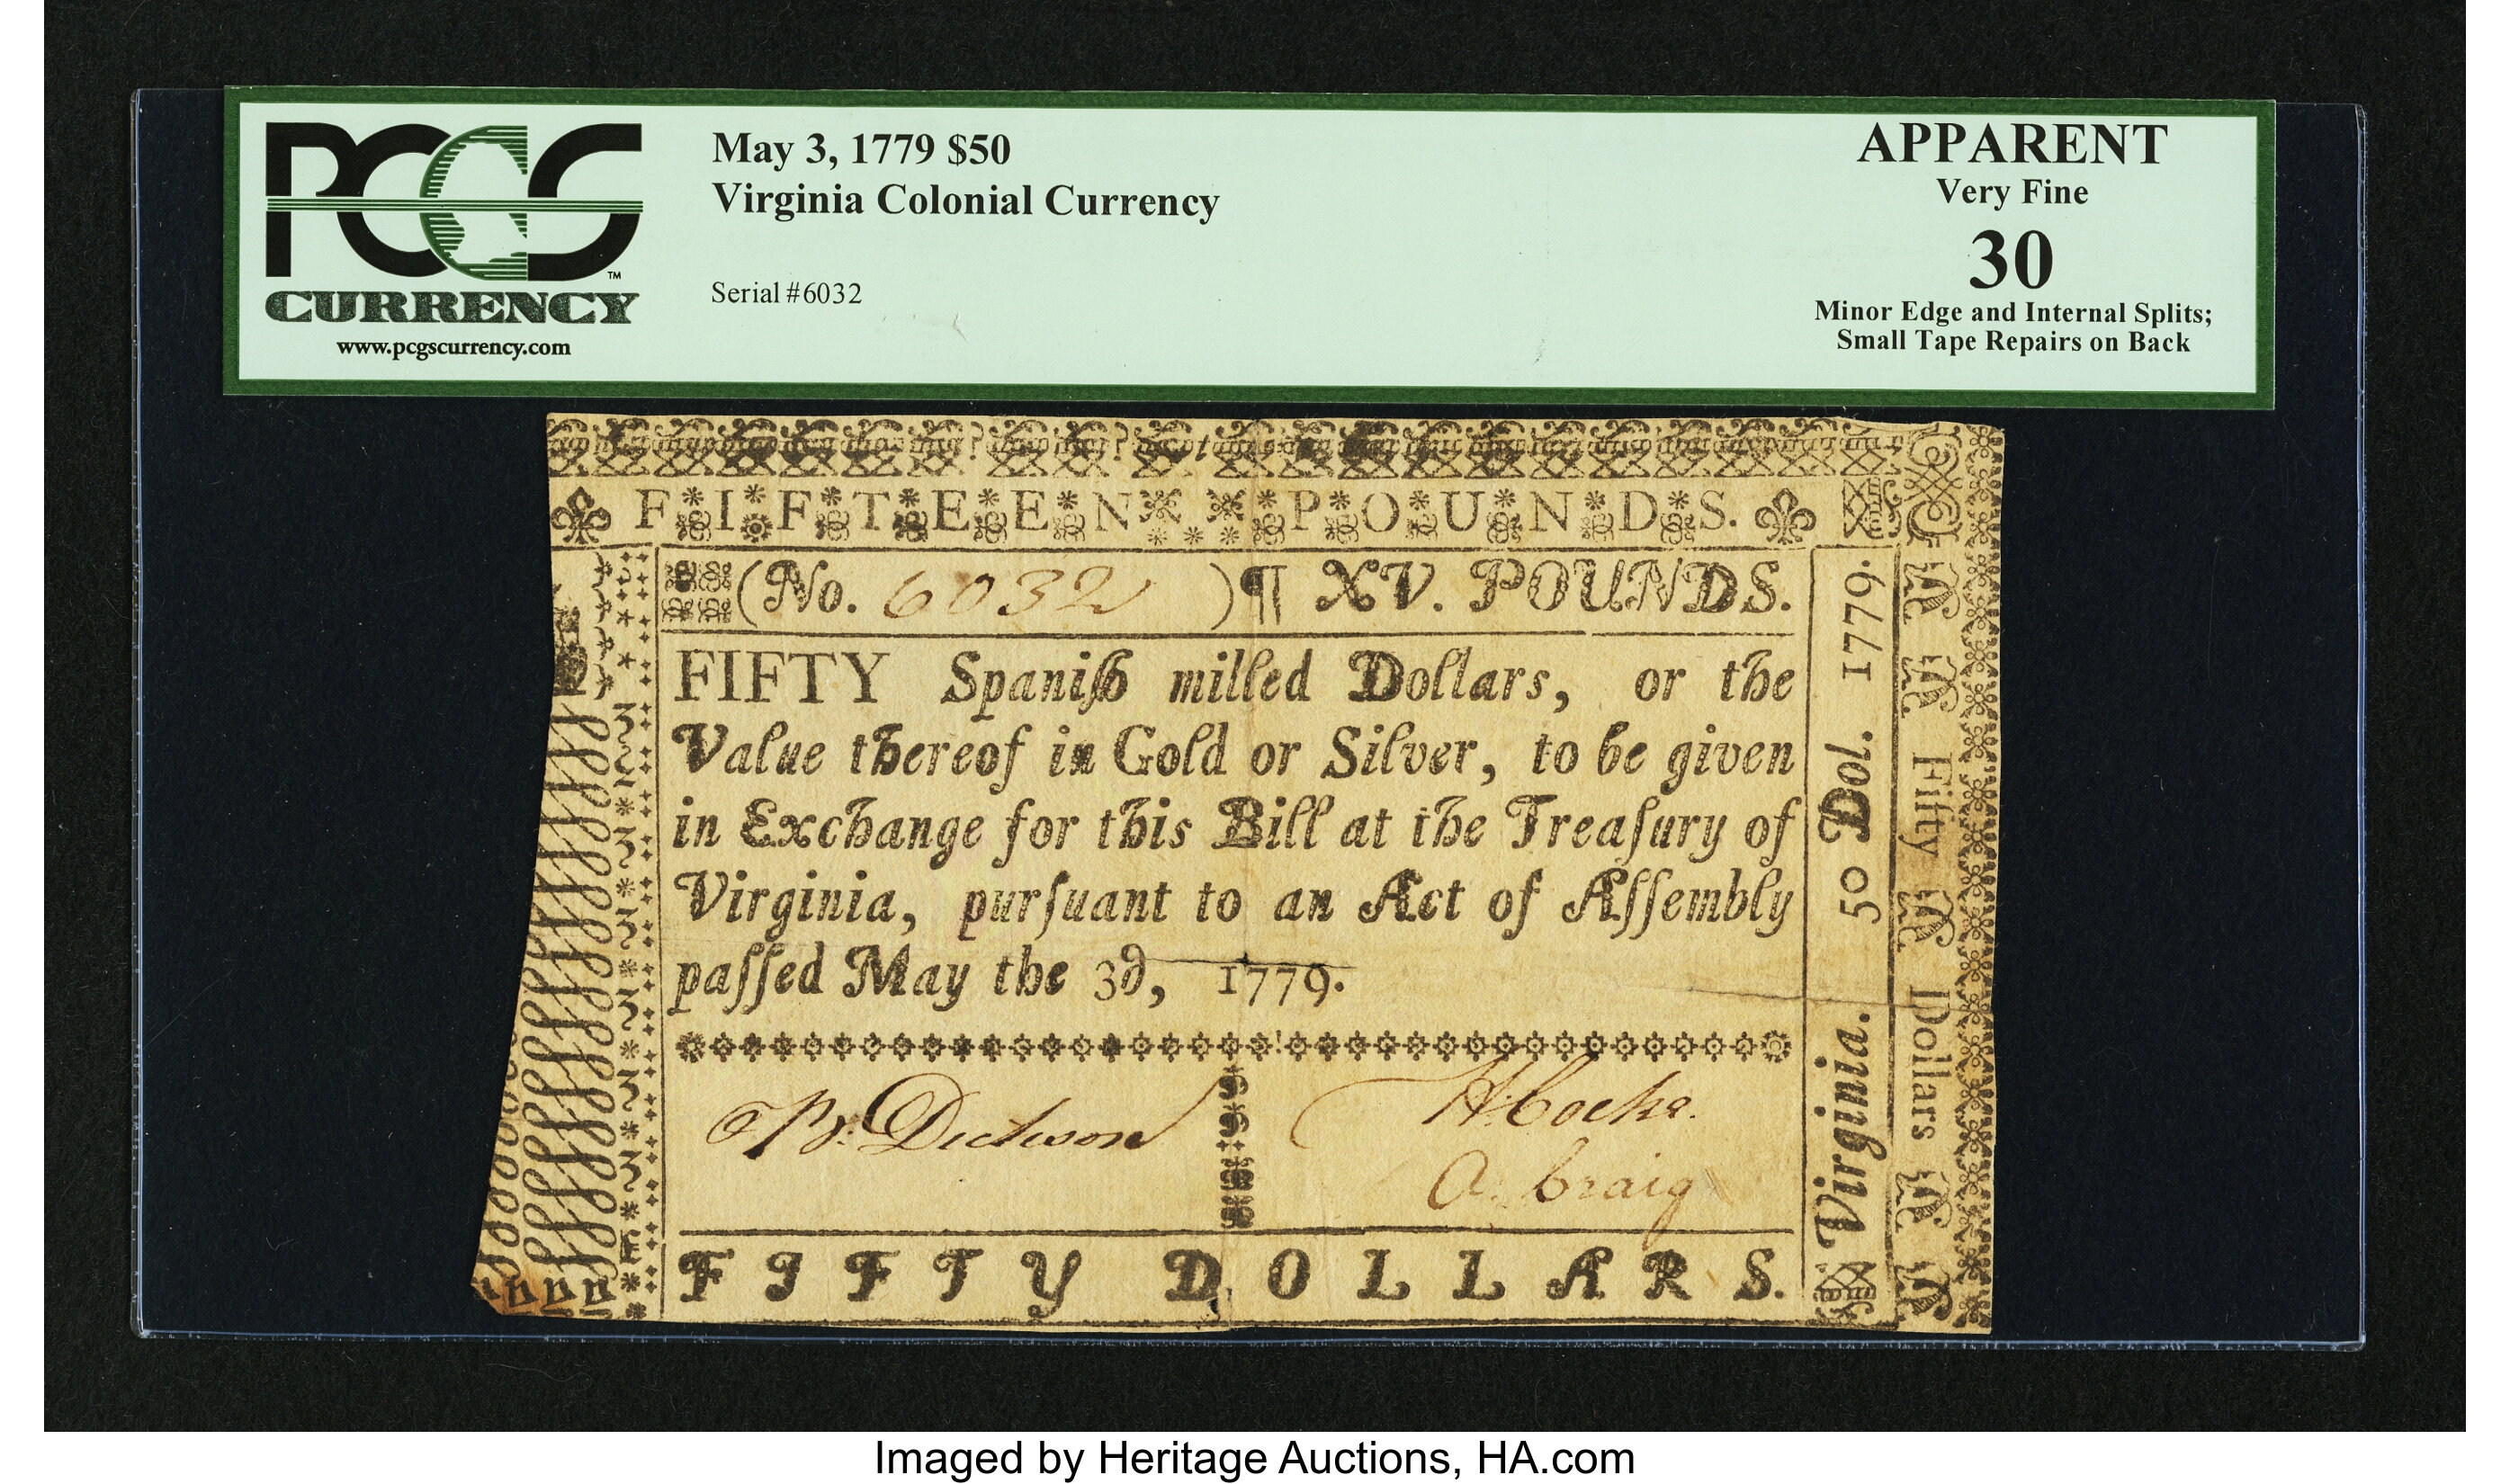 PCGS
CURRENCY
www.pcgscurrency.com
™
May 3, 1779 $50
Virginia Colonial Currency
Serial #6032
APPARENT
Very Fine
30
Minor Edge and Internal Splits;
Small Tape Repairs on Back
FIFTEEN POUNDS.
(No. 6032) ¶ XV. POUNDS.
FIFTY Spaniſh milled Dollars, or the
Value thereof in Gold or Silver, to be given
in Exchange for this Bill at the Treaſury of
Virginia, purſuant to an Act of Aſſembly
paſſed May the 3d, 1779.
H. Cocke.
A. Craig
FIFTY DOLLARS.
Virginia. 50 Dol. 1779.
Fifty Dollars
Imaged by Heritage Auctions, HA.com